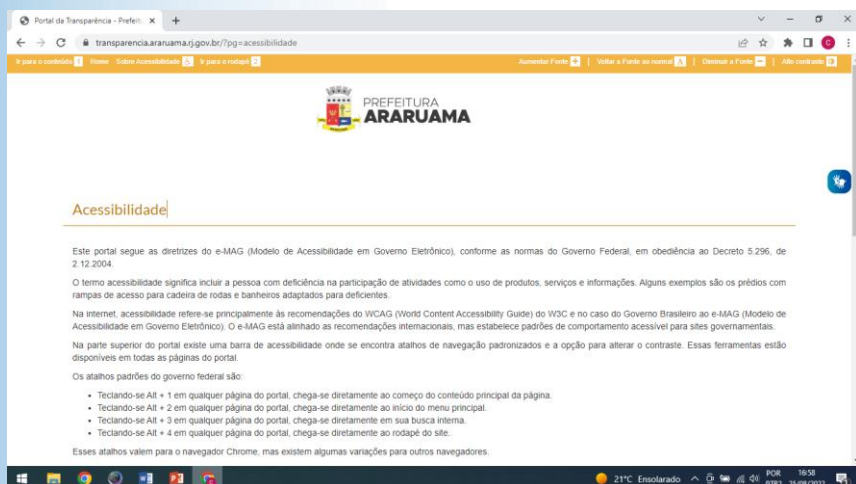 Portal da Transparência - Prefeit
transparencia.araruama.rj.gov.br/?pg=acessibilidade
Ir para o conteúdo 1 Home Sobre Acessibilidade Ir para o rodapé 2 Aumentar Fonte + | Voltar a Fonte ao normal A | Diminuir a Fonte − | Alto contraste
PREFEITURA
ARARUAMA
Acessibilidade
Este portal segue as diretrizes do e-MAG (Modelo de Acessibilidade em Governo Eletrônico), conforme as normas do Governo Federal, em obediência ao Decreto 5.296, de
2.12.2004.
O termo acessibilidade significa incluir a pessoa com deficiência na participação de atividades como o uso de produtos, serviços e informações. Alguns exemplos são os prédios com
rampas de acesso para cadeira de rodas e banheiros adaptados para deficientes.
Na internet, acessibilidade refere-se principalmente às recomendações do WCAG (World Content Accessibility Guide) do W3C e no caso do Governo Brasileiro ao e-MAG (Modelo de
Acessibilidade em Governo Eletrônico). O e-MAG está alinhado as recomendações internacionais, mas estabelece padrões de comportamento acessível para sites governamentais.
Na parte superior do portal existe uma barra de acessibilidade onde se encontra atalhos de navegação padronizados e a opção para alterar o contraste. Essas ferramentas estão
disponíveis em todas as páginas do portal.
Os atalhos padrões do governo federal são:
• Teclando-se Alt + 1 em qualquer página do portal, chega-se diretamente ao começo do conteúdo principal da página.
• Teclando-se Alt + 2 em qualquer página do portal, chega-se diretamente ao início do menu principal.
• Teclando-se Alt + 3 em qualquer página do portal, chega-se diretamente em sua busca interna.
• Teclando-se Alt + 4 em qualquer página do portal, chega-se diretamente ao rodapé do site.
Esses atalhos valem para o navegador Chrome, mas existem algumas variações para outros navegadores.
21°C Ensolarado POR 16:58